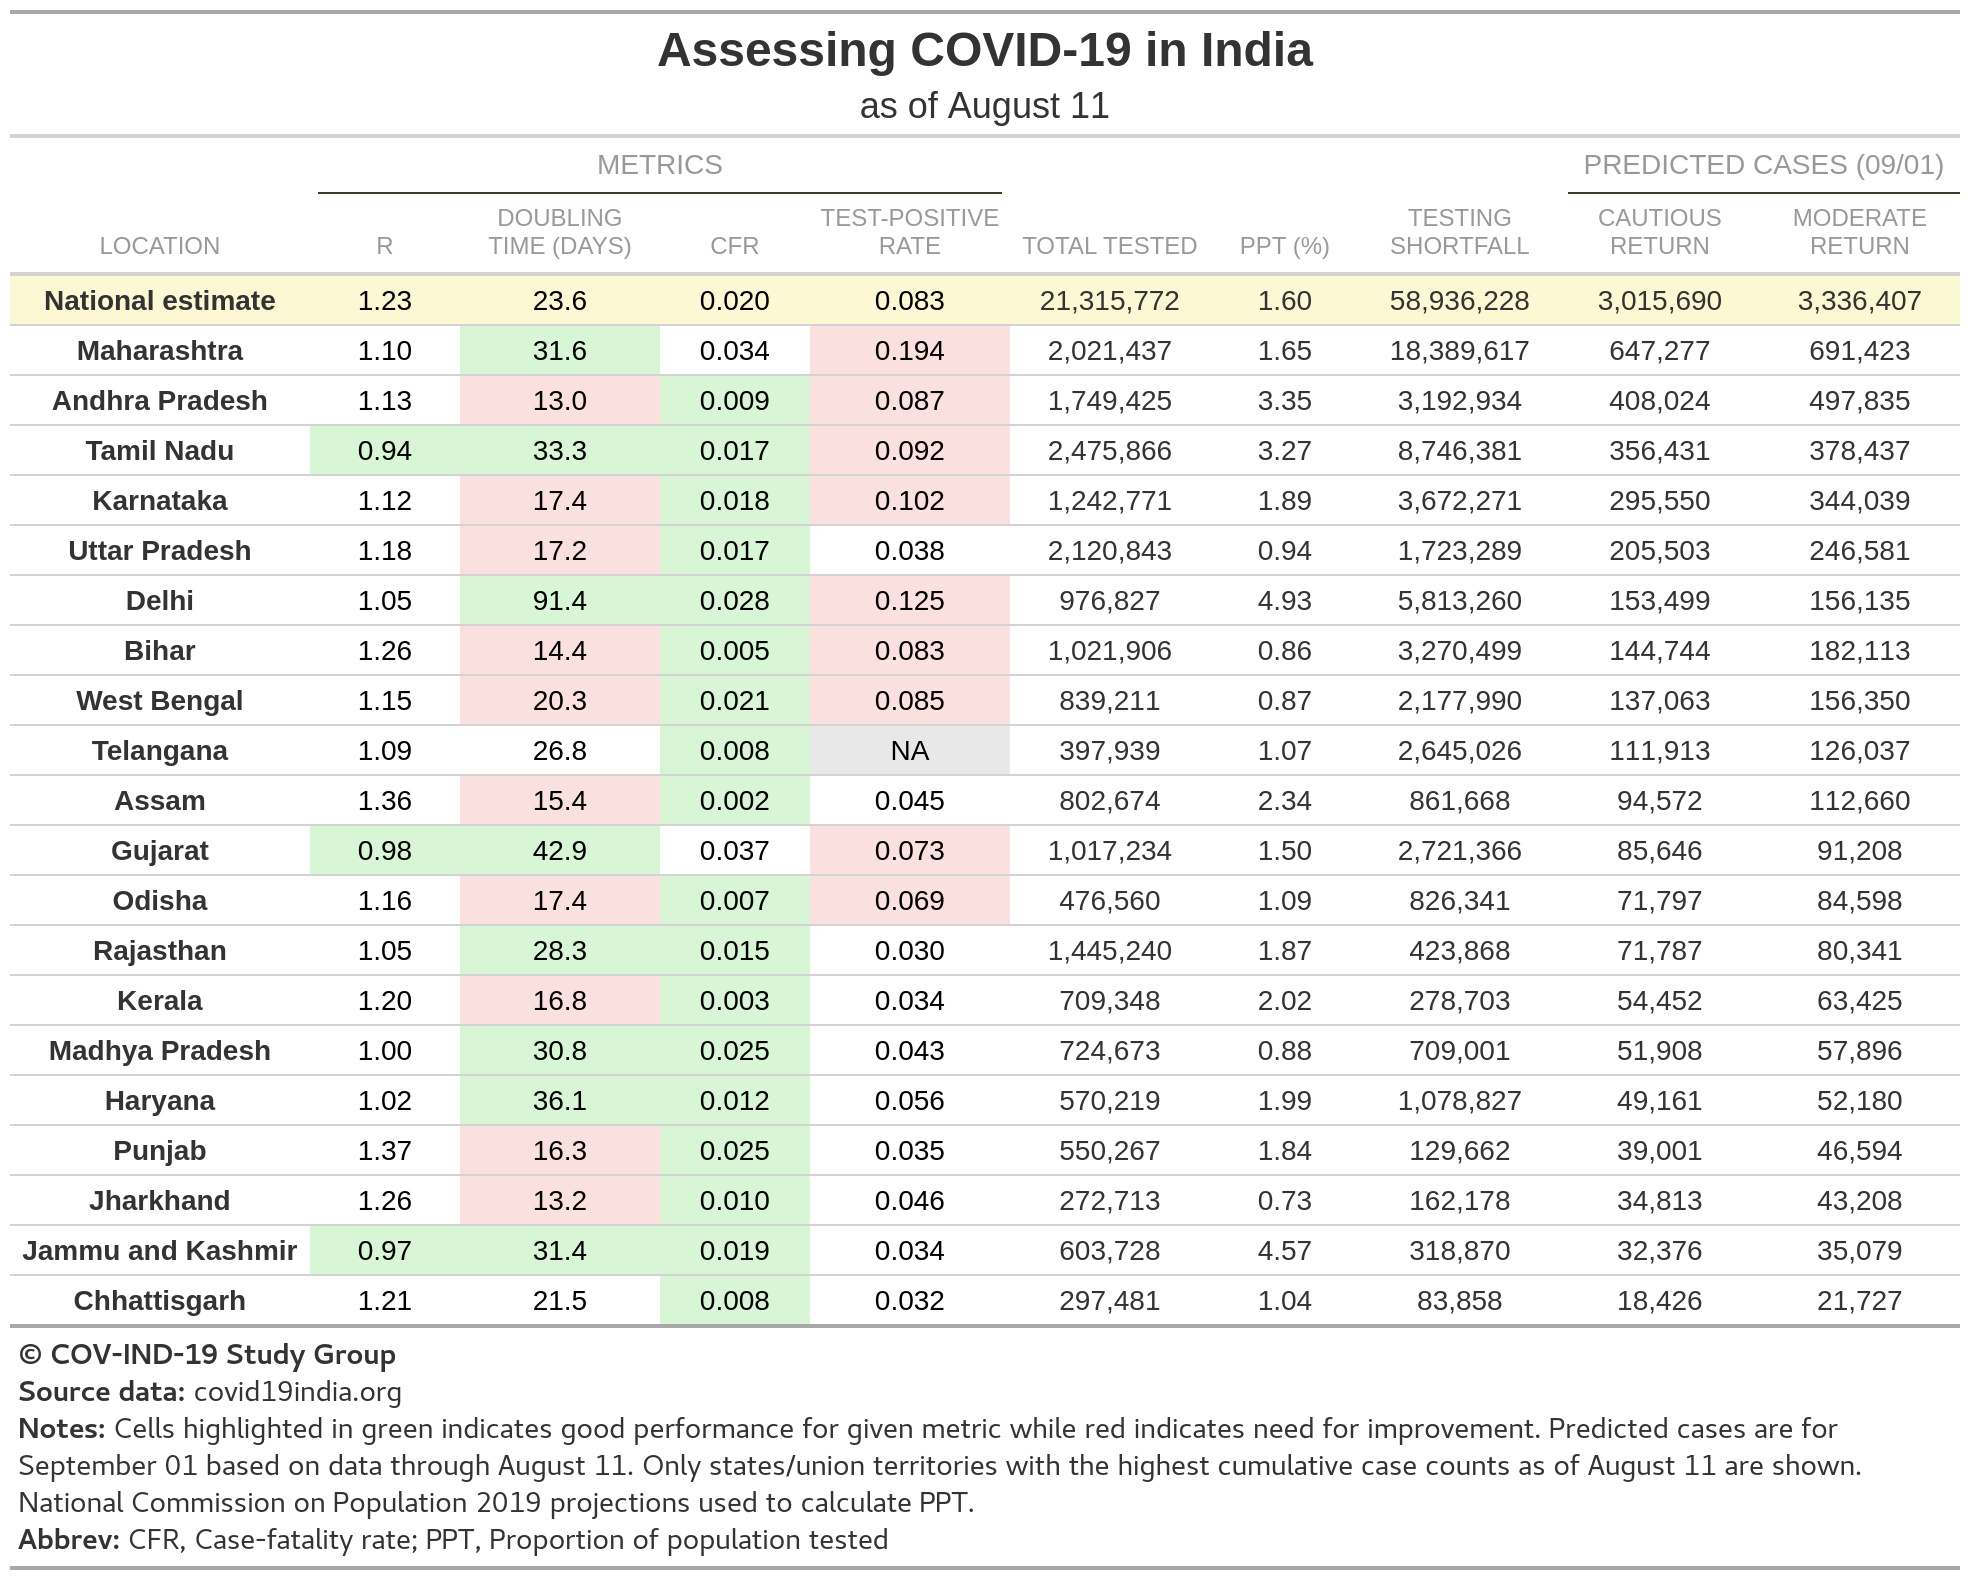 Assessing COVID-19 in India
as of August 11
METRICS PREDICTED CASES (09/01)
LOCATION R DOUBLING TIME (DAYS) CFR TEST-POSITIVE RATE TOTAL TESTED PPT (%) TESTING SHORTFALL CAUTIOUS RETURN MODERATE RETURN
National estimate 1.23 23.6 0.020 0.083 21,315,772 1.60 58,936,228 3,015,690 3,336,407
Maharashtra 1.10 31.6 0.034 0.194 2,021,437 1.65 18,389,617 647,277 691,423
Andhra Pradesh 1.13 13.0 0.009 0.087 1,749,425 3.35 3,192,934 408,024 497,835
Tamil Nadu 0.94 33.3 0.017 0.092 2,475,866 3.27 8,746,381 356,431 378,437
Karnataka 1.12 17.4 0.018 0.102 1,242,771 1.89 3,672,271 295,550 344,039
Uttar Pradesh 1.18 17.2 0.017 0.038 2,120,843 0.94 1,723,289 205,503 246,581
Delhi 1.05 91.4 0.028 0.125 976,827 4.93 5,813,260 153,499 156,135
Bihar 1.26 14.4 0.005 0.083 1,021,906 0.86 3,270,499 144,744 182,113
West Bengal 1.15 20.3 0.021 0.085 839,211 0.87 2,177,990 137,063 156,350
Telangana 1.09 26.8 0.008 NA 397,939 1.07 2,645,026 111,913 126,037
Assam 1.36 15.4 0.002 0.045 802,674 2.34 861,668 94,572 112,660
Gujarat 0.98 42.9 0.037 0.073 1,017,234 1.50 2,721,366 85,646 91,208
Odisha 1.16 17.4 0.007 0.069 476,560 1.09 826,341 71,797 84,598
Rajasthan 1.05 28.3 0.015 0.030 1,445,240 1.87 423,868 71,787 80,341
Kerala 1.20 16.8 0.003 0.034 709,348 2.02 278,703 54,452 63,425
Madhya Pradesh 1.00 30.8 0.025 0.043 724,673 0.88 709,001 51,908 57,896
Haryana 1.02 36.1 0.012 0.056 570,219 1.99 1,078,827 49,161 52,180
Punjab 1.37 16.3 0.025 0.035 550,267 1.84 129,662 39,001 46,594
Jharkhand 1.26 13.2 0.010 0.046 272,713 0.73 162,178 34,813 43,208
Jammu and Kashmir 0.97 31.4 0.019 0.034 603,728 4.57 318,870 32,376 35,079
Chhattisgarh 1.21 21.5 0.008 0.032 297,481 1.04 83,858 18,426 21,727
© COV-IND-19 Study Group
Source data: covid19india.org
Notes: Cells highlighted in green indicates good performance for given metric while red indicates need for improvement. Predicted cases are for
September 01 based on data through August 11. Only states/union territories with the highest cumulative case counts as of August 11 are shown.
National Commission on Population 2019 projections used to calculate PPT.
Abbrev: CFR, Case-fatality rate; PPT, Proportion of population tested